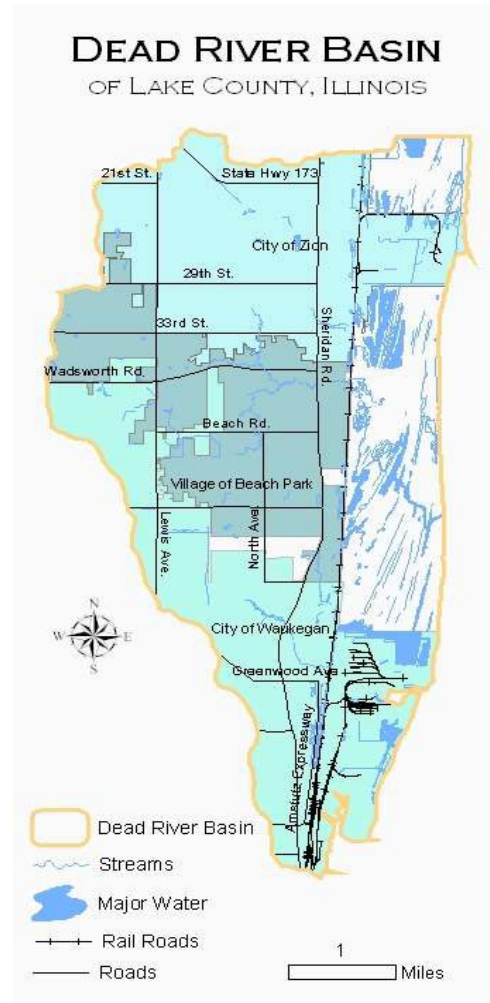 DEAD RIVER BASIN
OF LAKE COUNTY, ILLINOIS
21st St.
State Hwy 173
City of Zion
29th St.
33rd St.
Sheridan Rd.
Wadsworth Rd.
Beach Rd.
Village of Beach Park
Lewis Ave.
North Ave
City of Waukegan
N
W E
S
Greenwood Ave
Amstutz Expressway
Dead River Basin
Streams
Major Water
Rail Roads
Roads
1
Miles